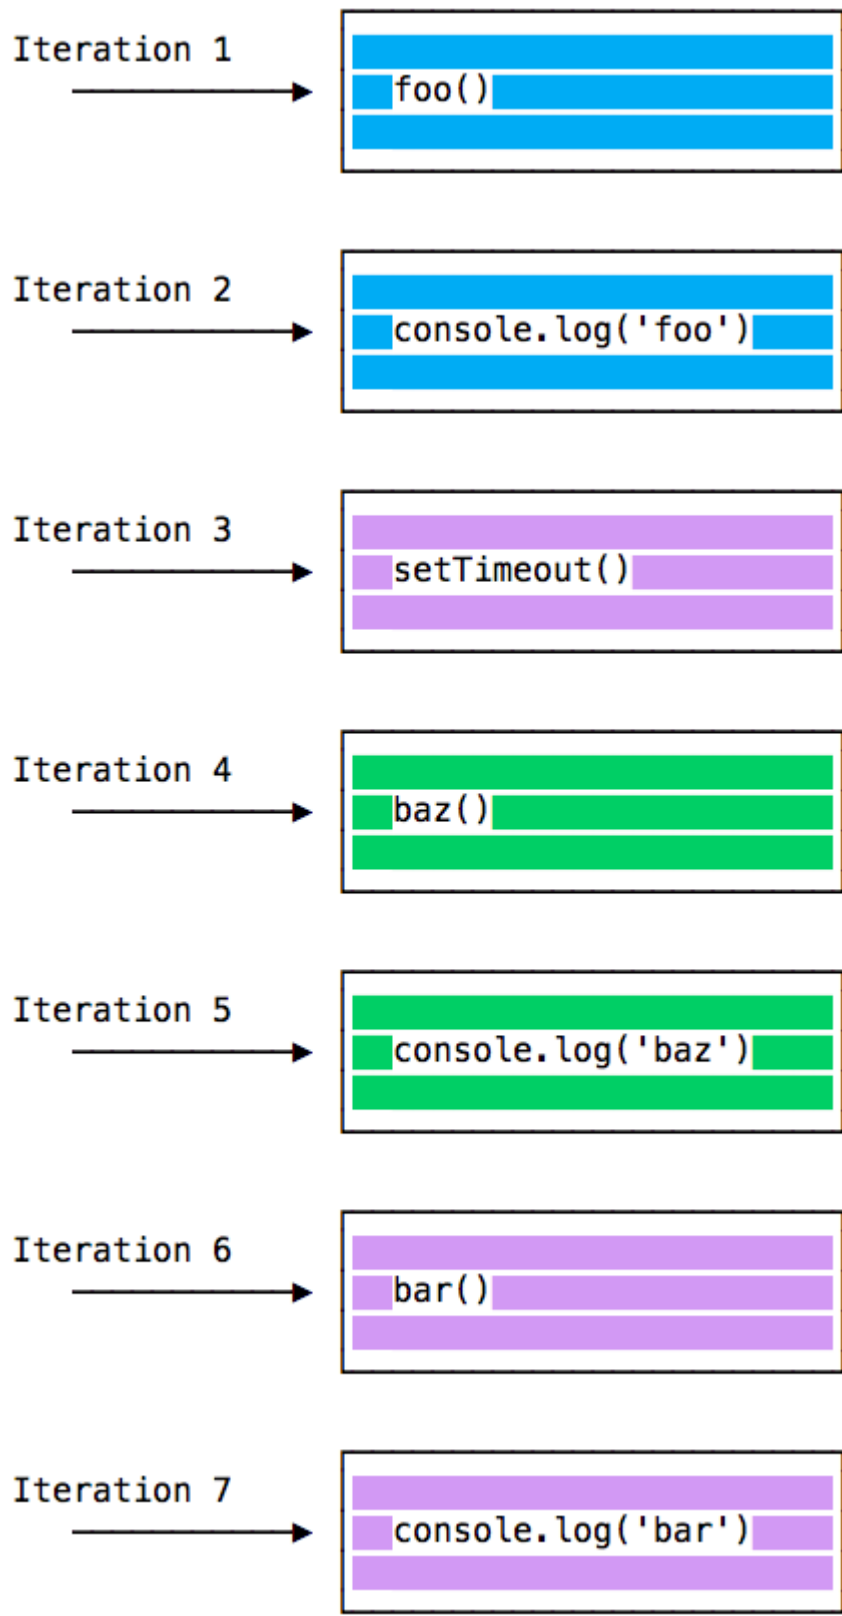 Iteration 1
foo()
Iteration 2
console.log('foo')
Iteration 3
setTimeout()
Iteration 4
baz()
Iteration 5
console.log('baz')
Iteration 6
bar()
Iteration 7
console.log('bar')